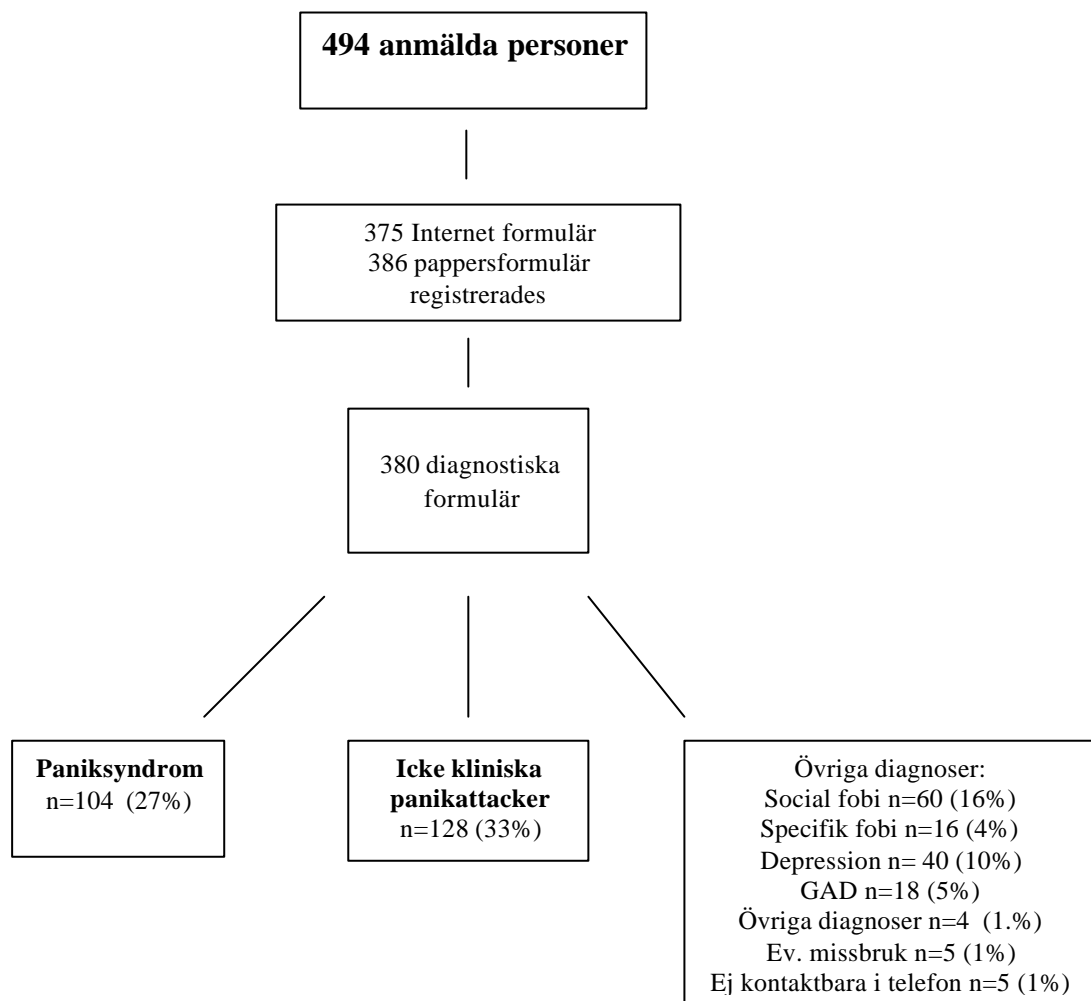 494 anmälda personer
375 Internet formulär
386 pappersformulär
registrerades
380 diagnostiska
formulär
Paniksyndrom
n=104 (27%)
Icke kliniska
panikattacker
n=128 (33%)
Övriga diagnoser:
Social fobi n=60 (16%)
Specifik fobi n=16 (4%)
Depression n= 40 (10%)
GAD n=18 (5%)
Övriga diagnoser n=4 (1.%)
Ev. missbruk n=5 (1%)
Ej kontaktbara i telefon n=5 (1%)